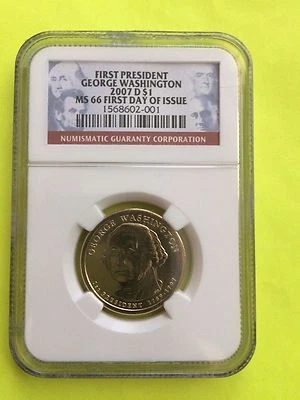 FIRST PRESIDENT
GEORGE WASHINGTON
2007 D $1
MS 66 FIRST DAY OF ISSUE
1568602-001
NUMISMATIC GUARANTY CORPORATION
GEORGE WASHINGTON
1st PRESIDENT 1789-1797